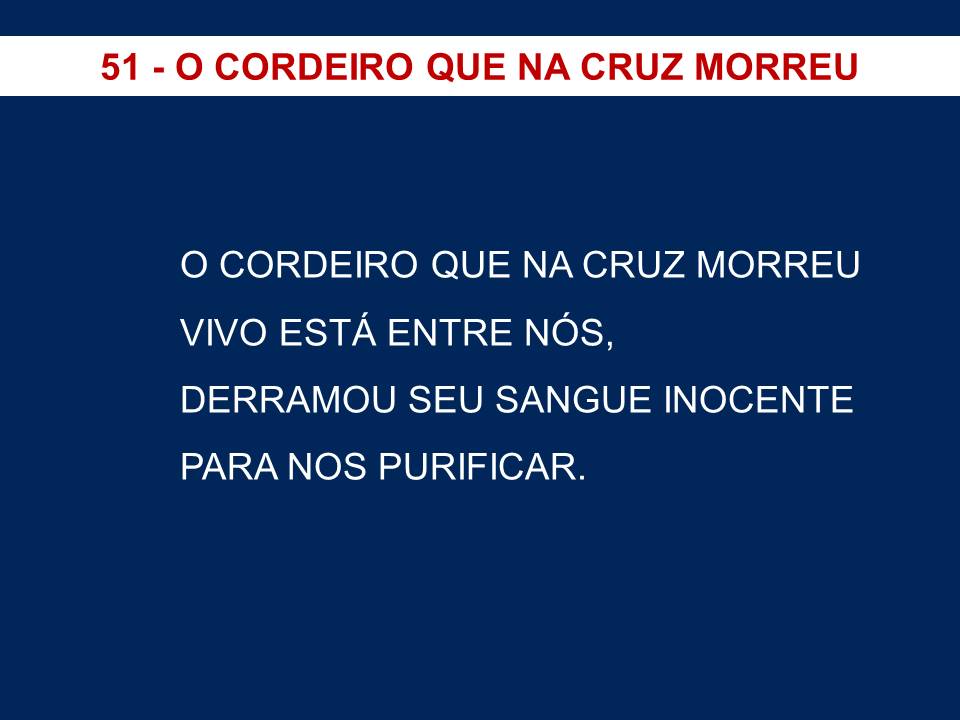 51 - O CORDEIRO QUE NA CRUZ MORREU
O CORDEIRO QUE NA CRUZ MORREU
VIVO ESTÁ ENTRE NÓS,
DERRAMOU SEU SANGUE INOCENTE
PARA NOS PURIFICAR.